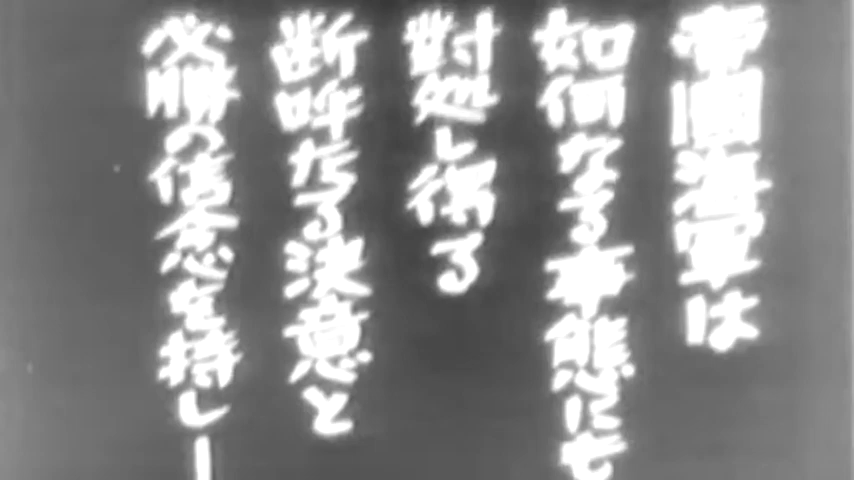 帝國海軍は
如何なる事態にも
對処し得る
断呼たる決意と
必勝の信念を持し―